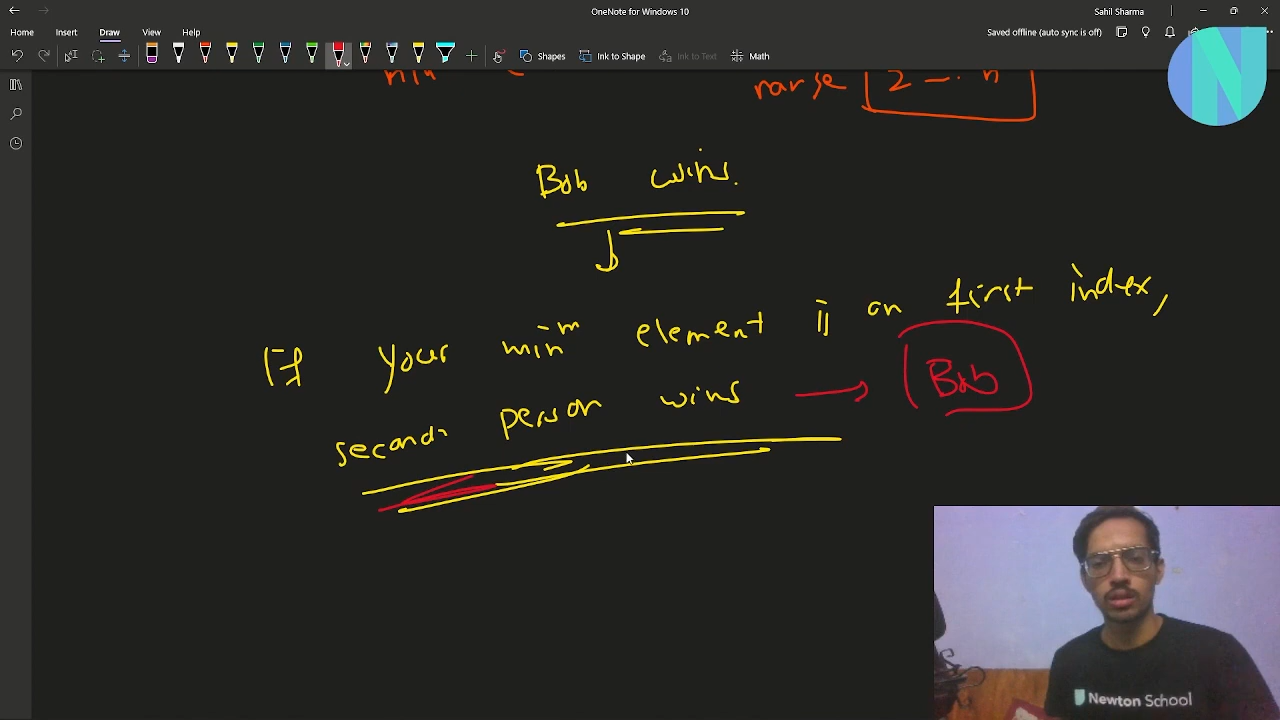 OneNote for Windows 10
Sahil Sharma
Home Insert Draw View Help
Saved offline (auto sync is off)
Shapes Ink to Shape Ink to Text Math
min
range 2 -.. n
Bob wins.
If your minm element is on first index,
second person wins → Bob
Newton School